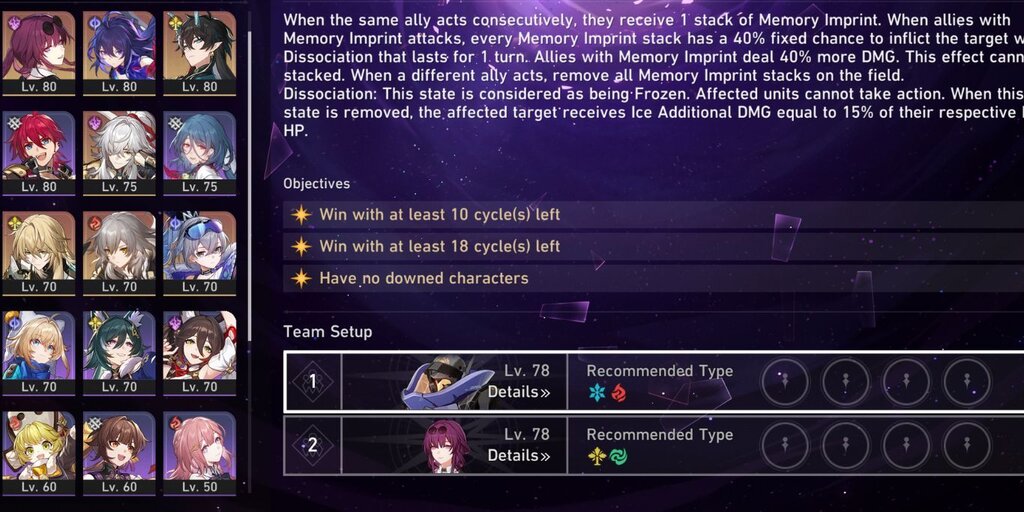 When the same ally acts consecutively, they receive 1 stack of Memory Imprint. When allies with
Memory Imprint attacks, every Memory Imprint stack has a 40% fixed chance to inflict the target w
Dissociation that lasts for 1 turn. Allies with Memory Imprint deal 40% more DMG. This effect cann
stacked. When a different ally acts, remove all Memory Imprint stacks on the field.
Dissociation: This state is considered as being Frozen. Affected units cannot take action. When this
state is removed, the affected target receives Ice Additional DMG equal to 15% of their respective
HP.
Lv. 80 Lv. 80 Lv. 80
Lv. 80 Lv. 75 Lv. 75
Lv. 70 Lv. 70 Lv. 70
Lv. 70 Lv. 70 Lv. 70
Lv. 60 Lv. 60 Lv. 50
Objectives
Win with at least 10 cycle(s) left
Win with at least 18 cycle(s) left
Have no downed characters
Team Setup
1 Lv. 78 Recommended Type
Details»
2 Lv. 78 Recommended Type
Details»